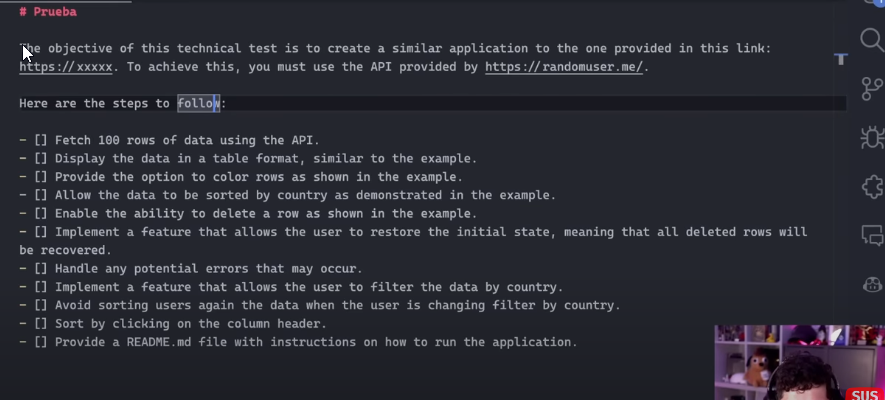 # Prueba
The objective of this technical test is to create a similar application to the one provided in this link:
https://xxxxx. To achieve this, you must use the API provided by https://randomuser.me/.
Here are the steps to follow:
- [] Fetch 100 rows of data using the API.
- [] Display the data in a table format, similar to the example.
- [] Provide the option to color rows as shown in the example.
- [] Allow the data to be sorted by country as demonstrated in the example.
- [] Enable the ability to delete a row as shown in the example.
- [] Implement a feature that allows the user to restore the initial state, meaning that all deleted rows will
be recovered.
- [] Handle any potential errors that may occur.
- [] Implement a feature that allows the user to filter the data by country.
- [] Avoid sorting users again the data when the user is changing filter by country.
- [] Sort by clicking on the column header.
- [] Provide a README.md file with instructions on how to run the application.
SUS